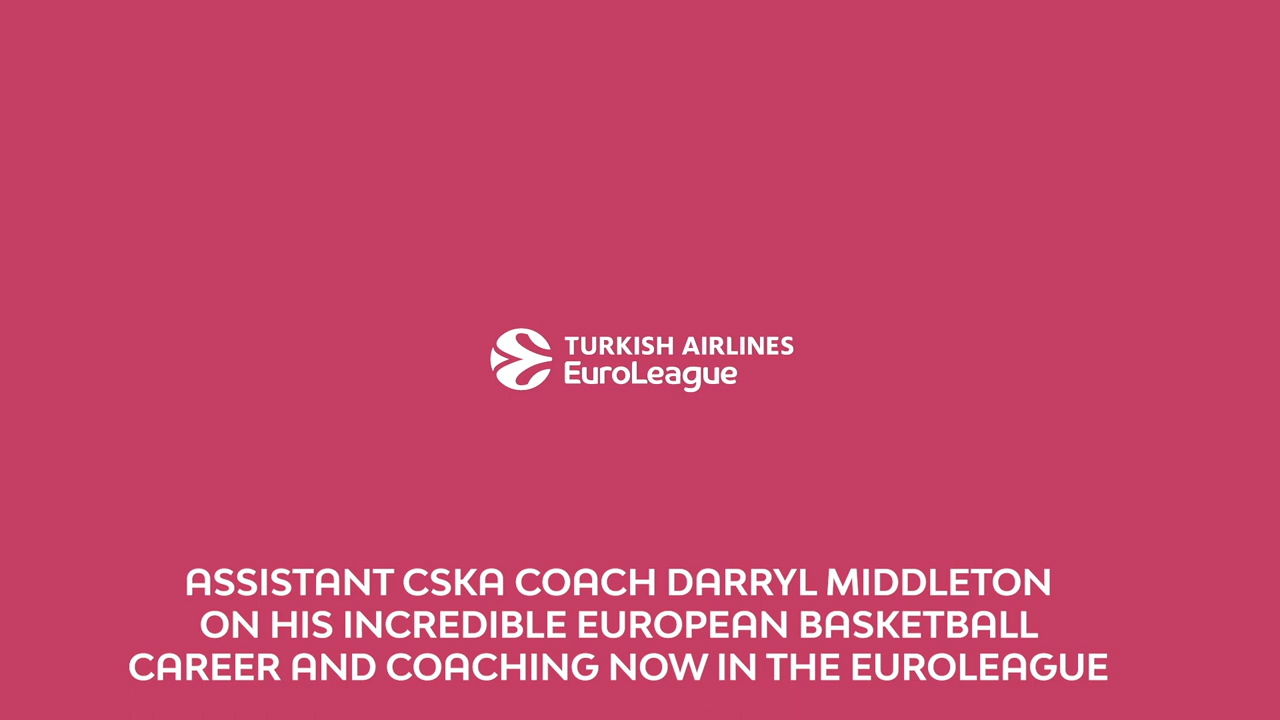 TURKISH AIRLINES
EuroLeague
ASSISTANT CSKA COACH DARRYL MIDDLETON
ON HIS INCREDIBLE EUROPEAN BASKETBALL
CAREER AND COACHING NOW IN THE EUROLEAGUE